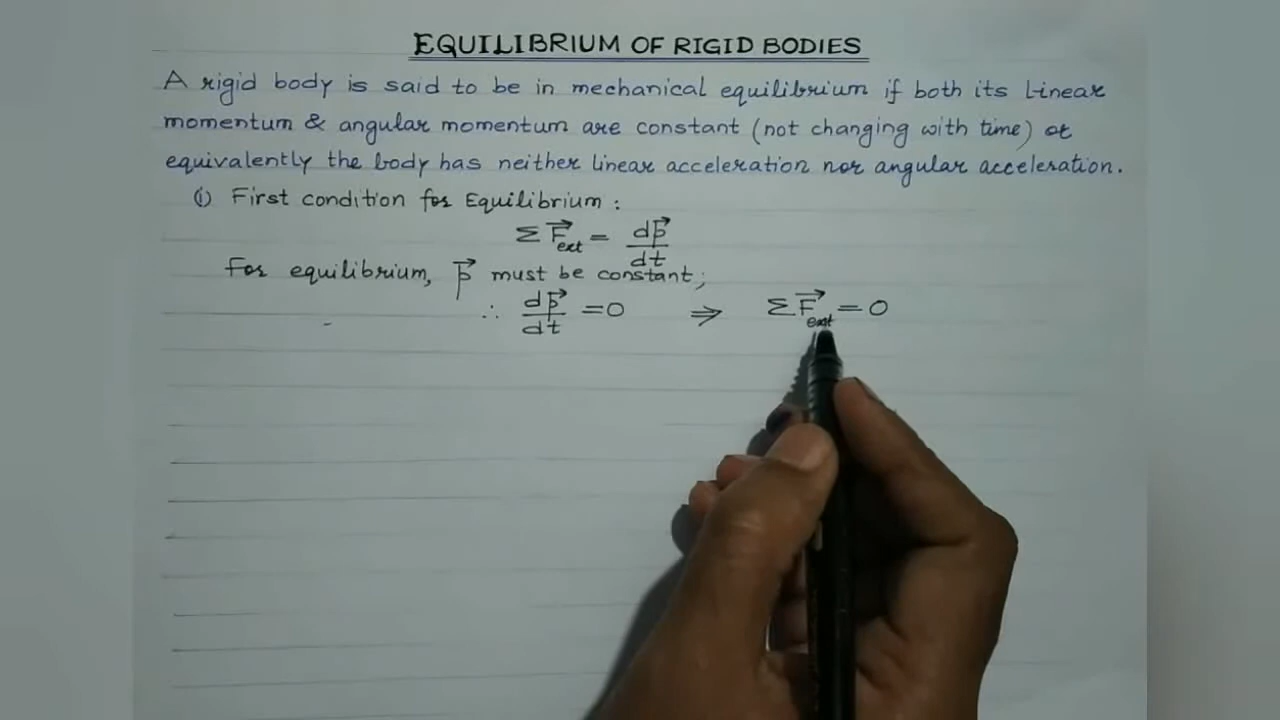 EQUILIBRIUM OF RIGID BODIES
A rigid body is said to be in mechanical equilibrium if both its linear
momentum & angular momentum are constant (not changing with time) or
equivalently the body has neither linear acceleration nor angular acceleration.
(i) First condition for Equilibrium :
Σ F⃗ext = dp⃗/dt
For equilibrium, p⃗ must be constant;
∴ dp⃗/dt = 0 ⇒ Σ F⃗ext = 0